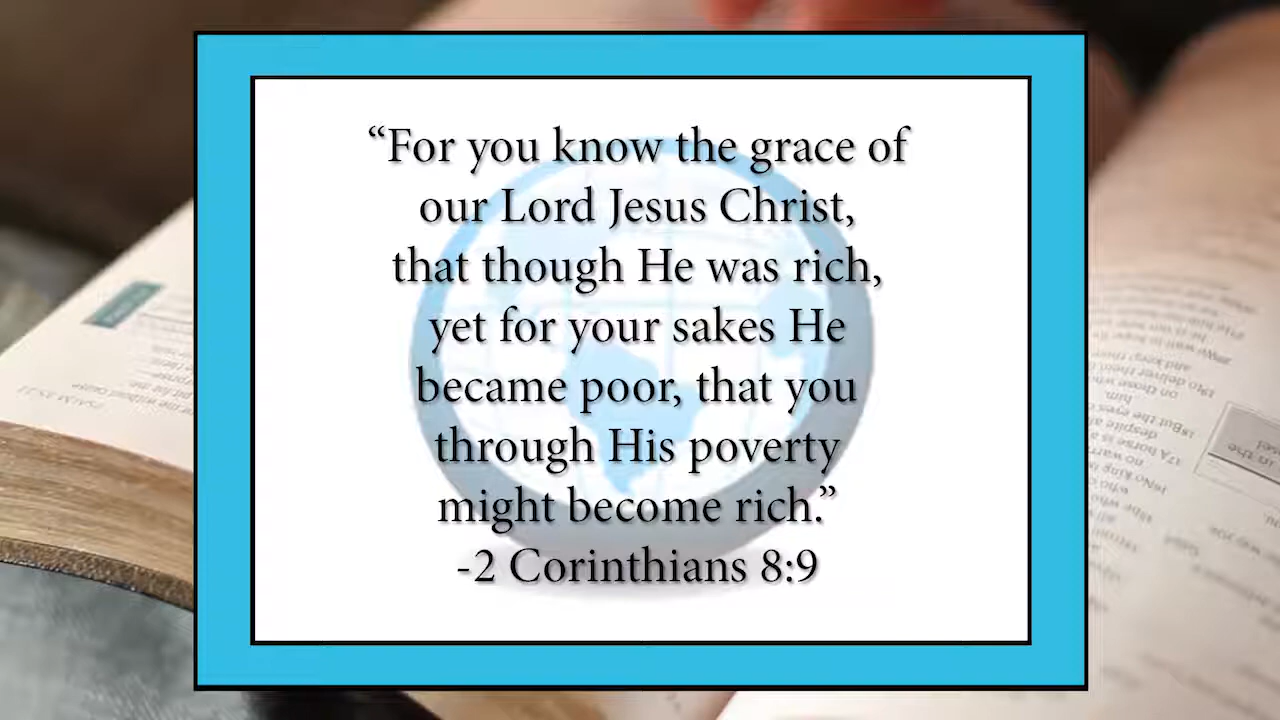 “For you know the grace of
our Lord Jesus Christ,
that though He was rich,
yet for your sakes He
became poor, that you
through His poverty
might become rich.”
-2 Corinthians 8:9